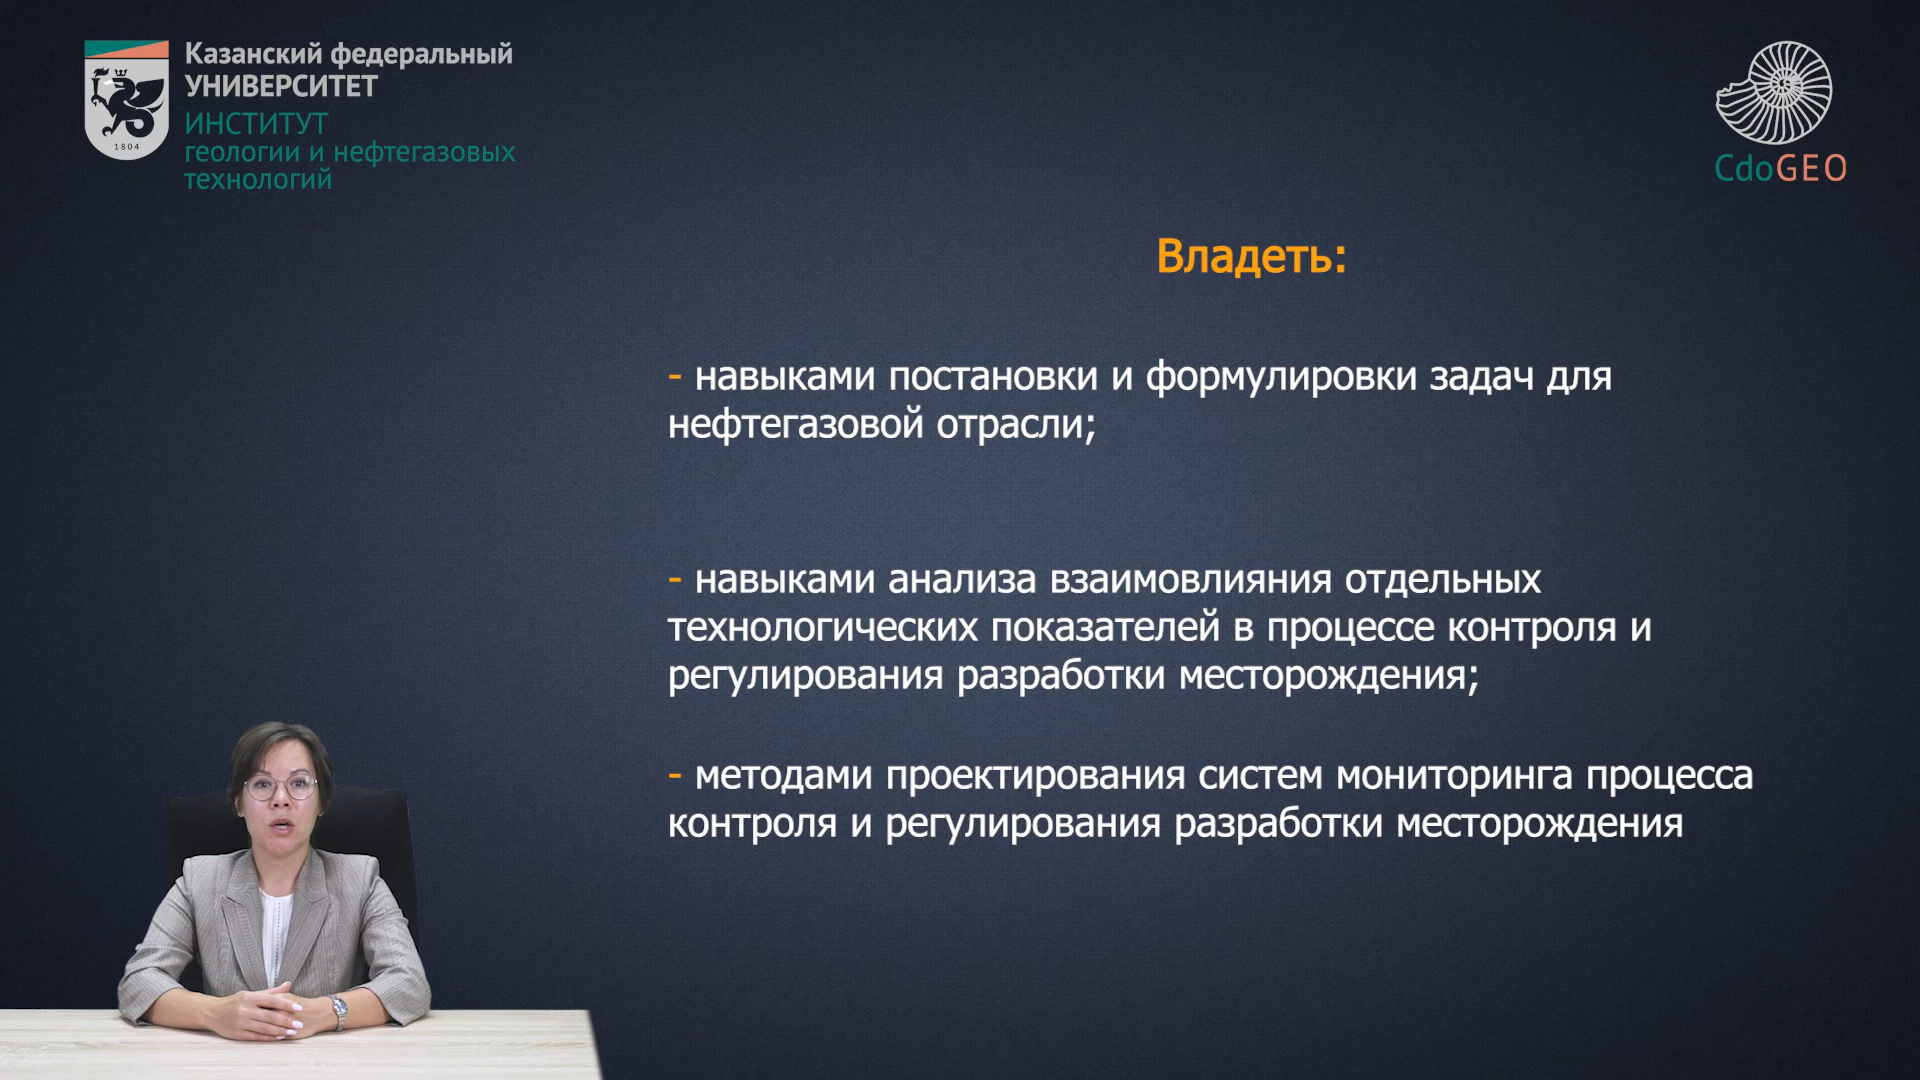 Казанский федеральный
УНИВЕРСИТЕТ
ИНСТИТУТ
геологии и нефтегазовых
технологий
1804
CdoGEO
Владеть:
- навыками постановки и формулировки задач для
нефтегазовой отрасли;
- навыками анализа взаимовлияния отдельных
технологических показателей в процессе контроля и
регулирования разработки месторождения;
- методами проектирования систем мониторинга процесса
контроля и регулирования разработки месторождения